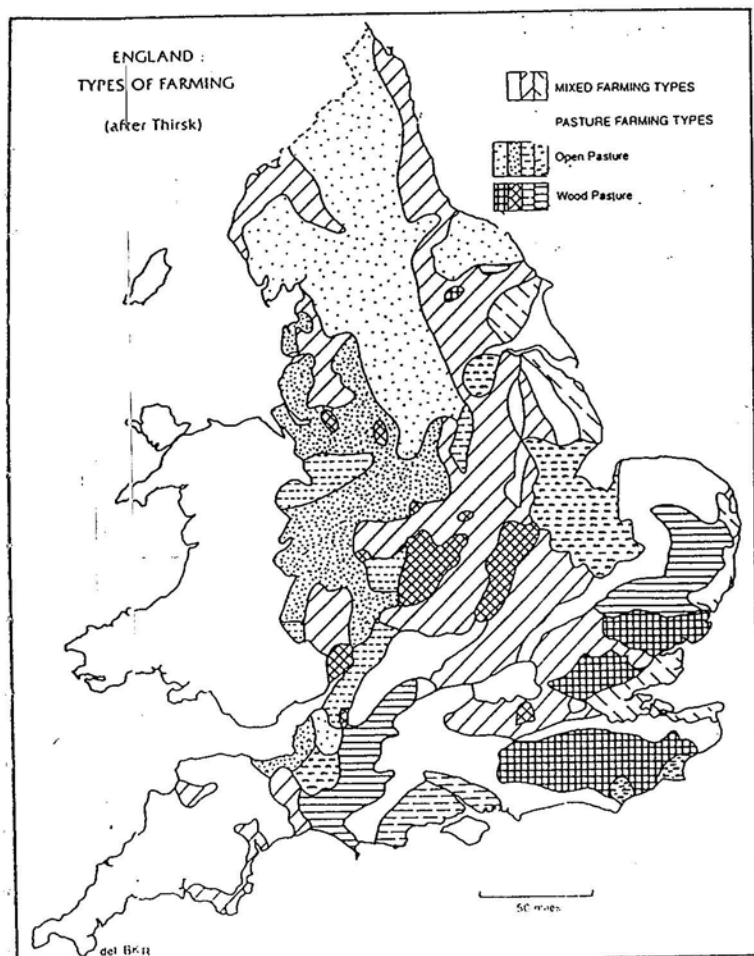 ENGLAND :
TYPES OF FARMING
(after Thirsk)
MIXED FARMING TYPES
PASTURE FARMING TYPES
Open Pasture
Wood Pasture
50 miles
del BKR